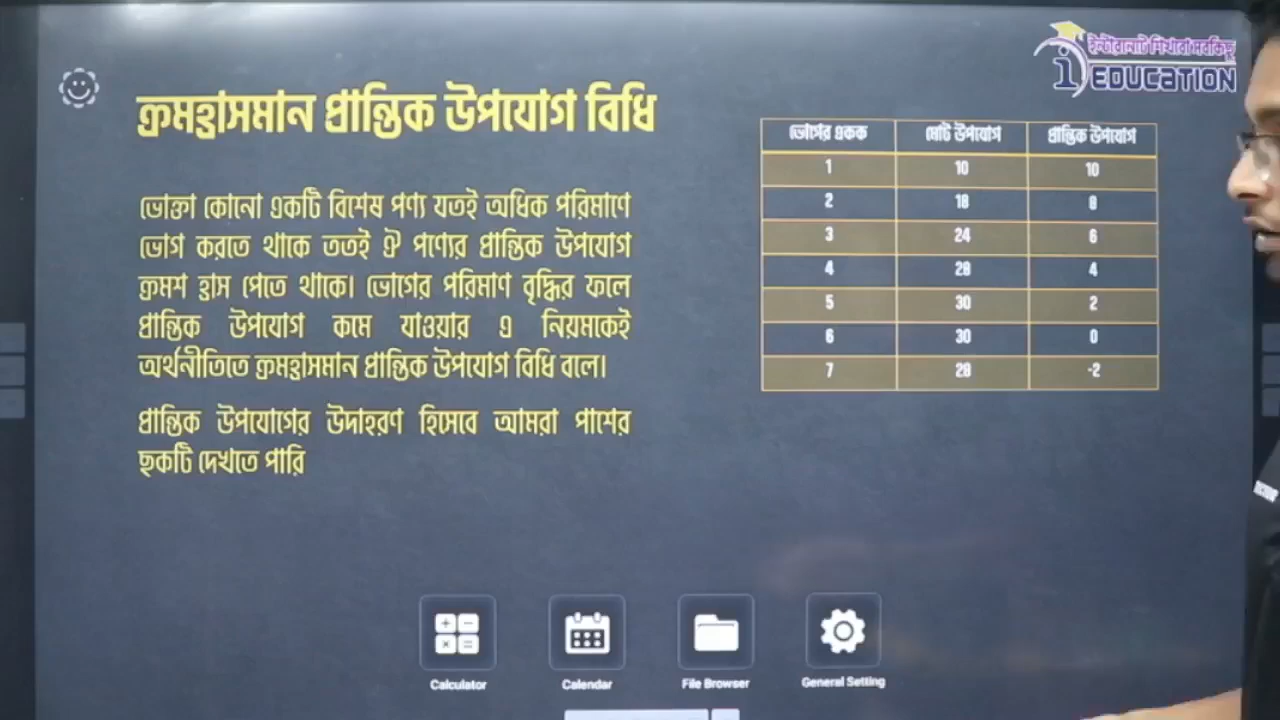 ইন্টারনেট শিখাবো সবকিছু
i EDUCATION
ক্রমহ্রাসমান প্রান্তিক উপযোগ বিধি
ভোক্তা কোনো একটি বিশেষ পণ্য যতই অধিক পরিমাণে
ভোগ করতে থাকে ততই ঐ পণ্যের প্রান্তিক উপযোগ
ক্রমশ হ্রাস পেতে থাকে। ভোগের পরিমাণ বৃদ্ধির ফলে
প্রান্তিক উপযোগ কমে যাওয়ার এ নিয়মকেই
অর্থনীতিতে ক্রমহ্রাসমান প্রান্তিক উপযোগ বিধি বলে।
প্রান্তিক উপযোগের উদাহরণ হিসেবে আমরা পাশের
ছকটি দেখতে পারি
ভোগের একক মোট উপযোগ প্রান্তিক উপযোগ
1 10 10
2 18 8
3 24 6
4 28 4
5 30 2
6 30 0
7 28 -2
Calculator Calendar File Browser General Setting